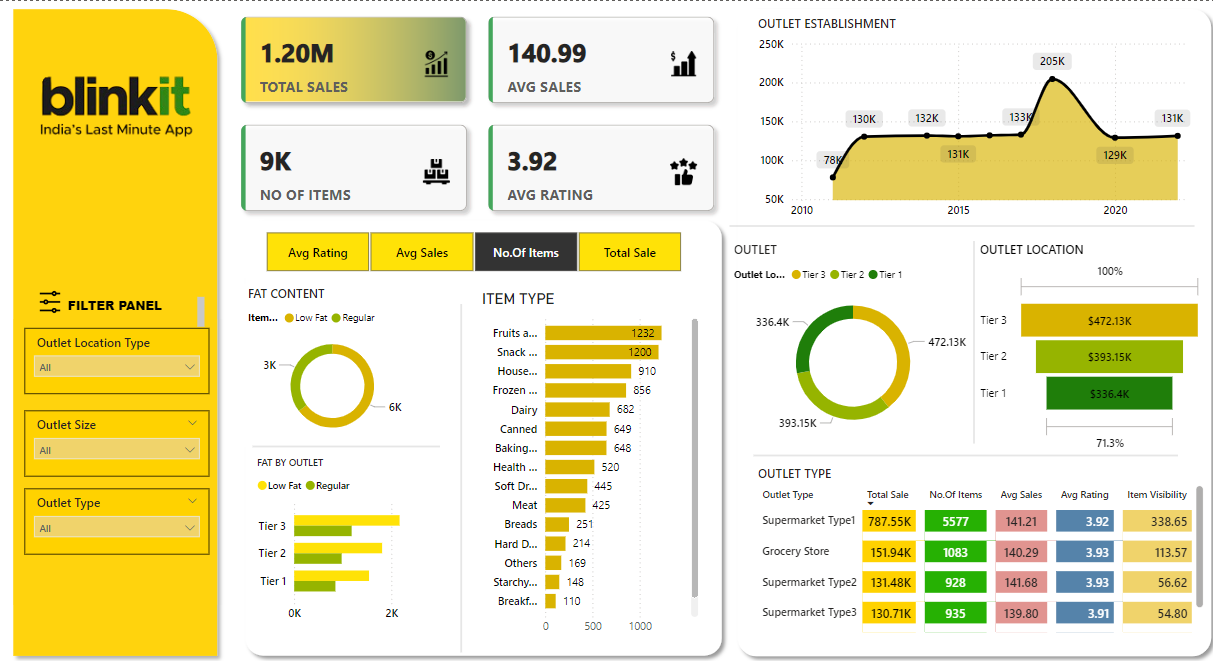 blinkit
India's Last Minute App
FILTER PANEL
Outlet Location Type
All
Outlet Size
All
Outlet Type
All
1.20M
TOTAL SALES
140.99
AVG SALES
9K
NO OF ITEMS
3.92
AVG RATING
Avg Rating
Avg Sales
No.Of Items
Total Sale
FAT CONTENT
Item... Low Fat Regular
3K
6K
FAT BY OUTLET
Low Fat Regular
Tier 3
Tier 2
Tier 1
0K 2K
ITEM TYPE
Fruits a... 1232
Snack ... 1200
House... 910
Frozen ... 856
Dairy 682
Canned 649
Baking... 648
Health ... 520
Soft Dr... 445
Meat 425
Breads 251
Hard D... 214
Others 169
Starchy... 148
Breakf... 110
0 500 1000
OUTLET ESTABLISHMENT
250K
200K
150K
100K
50K
78K 130K 132K 131K 133K 205K 129K 131K
2010 2015 2020
OUTLET
Outlet Lo... Tier 3 Tier 2 Tier 1
336.4K
472.13K
393.15K
OUTLET LOCATION
100%
Tier 3 $472.13K
Tier 2 $393.15K
Tier 1 $336.4K
71.3%
OUTLET TYPE
Outlet Type Total Sale No.Of Items Avg Sales Avg Rating Item Visibility
Supermarket Type1 787.55K 5577 141.21 3.92 338.65
Grocery Store 151.94K 1083 140.29 3.93 113.57
Supermarket Type2 131.48K 928 141.68 3.93 56.62
Supermarket Type3 130.71K 935 139.80 3.91 54.80